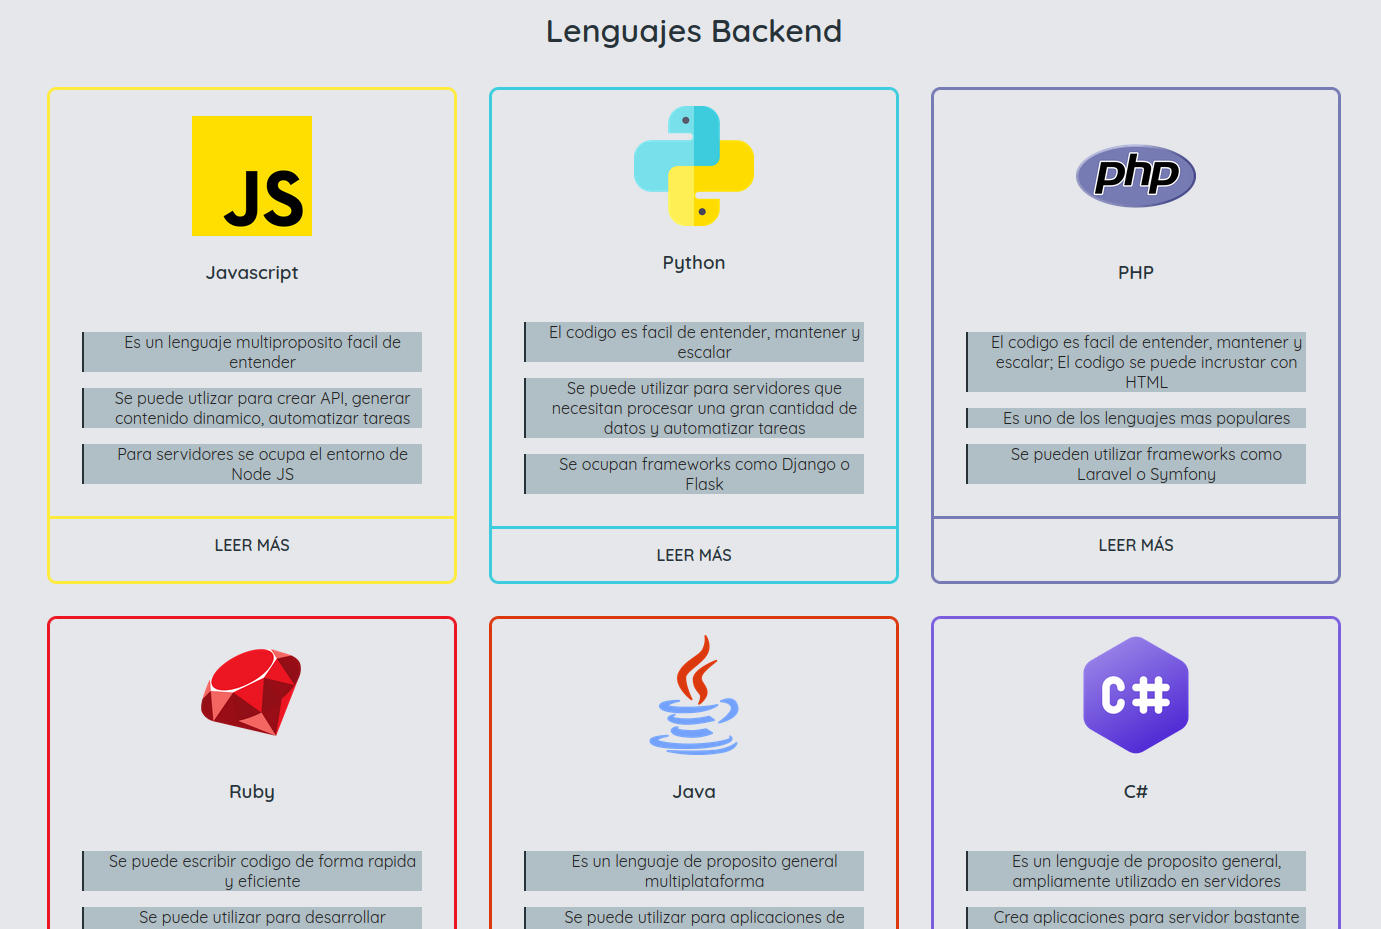 Lenguajes Backend
JS
Javascript
Es un lenguaje multiproposito facil de
entender
Se puede utlizar para crear API, generar
contenido dinamico, automatizar tareas
Para servidores se ocupa el entorno de
Node JS
LEER MÁS
Python
El codigo es facil de entender, mantener y
escalar
Se puede utilizar para servidores que
necesitan procesar una gran cantidad de
datos y automatizar tareas
Se ocupan frameworks como Django o
Flask
LEER MÁS
php
PHP
El codigo es facil de entender, mantener y
escalar; El codigo se puede incrustar con
HTML
Es uno de los lenguajes mas populares
Se pueden utilizar frameworks como
Laravel o Symfony
LEER MÁS
Ruby
Se puede escribir codigo de forma rapida
y eficiente
Se puede utilizar para desarrollar
Java
Es un lenguaje de proposito general
multiplataforma
Se puede utilizar para aplicaciones de
C#
C#
Es un lenguaje de proposito general,
ampliamente utilizado en servidores
Crea aplicaciones para servidor bastante